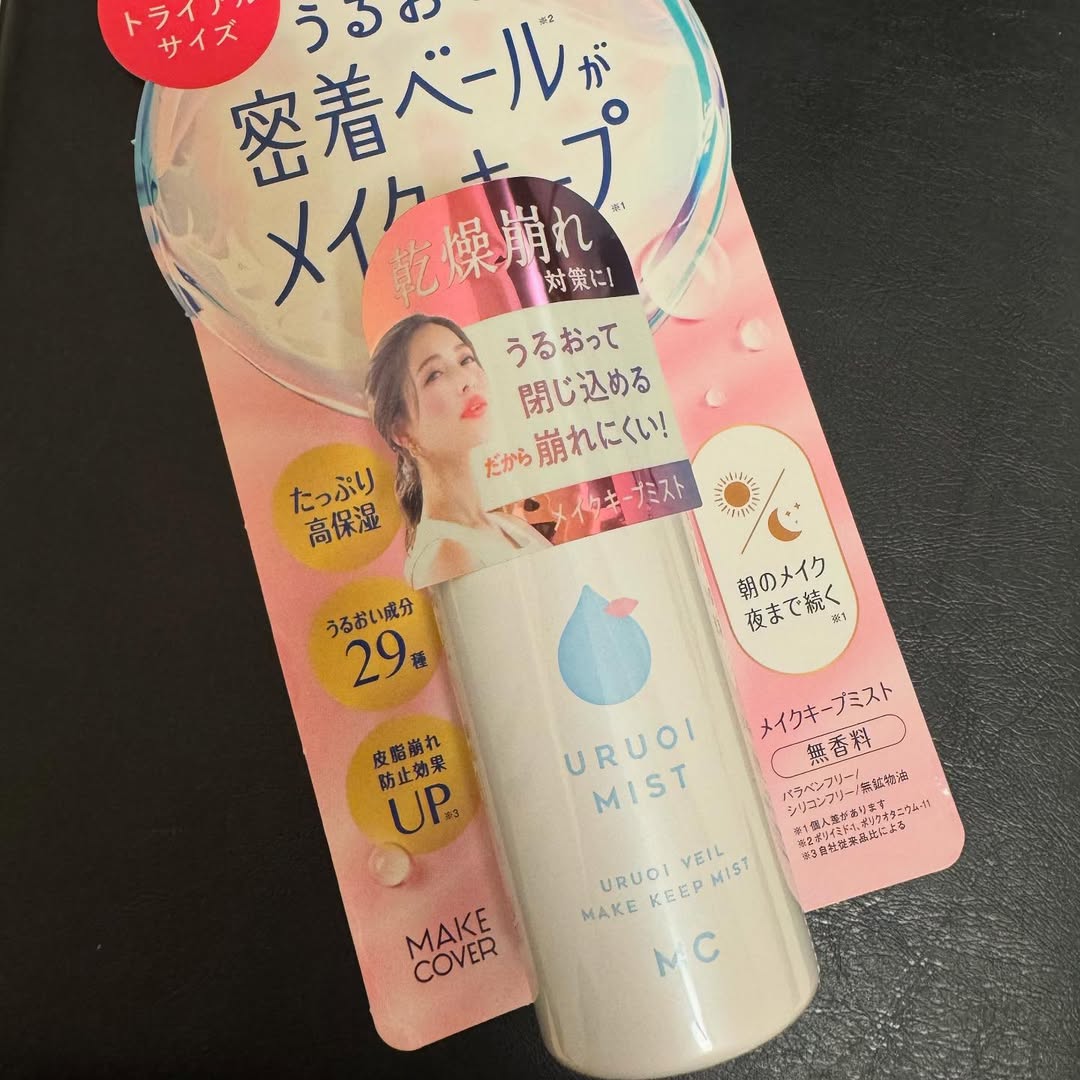 トライアル
サイズ
うるお
密着ベールが※2
メイクキープ※1
乾燥崩れ
対策に!
うるおって
閉じ込める
だから崩れにくい!
メイクキープミスト
たっぷり
高保湿
うるおい成分
29種
皮脂崩れ
防止効果
UP※3
MAKE
COVER
朝のメイク
夜まで続く※1
メイクキープミスト
無香料
パラベンフリー/
シリコンフリー/無鉱物油
※1個人差があります
※2ポリイミド-1、ポリクオタニウム-11
※3自社従来品比による
URUOI
MIST
URUOI VEIL
MAKE KEEP MIST
MC